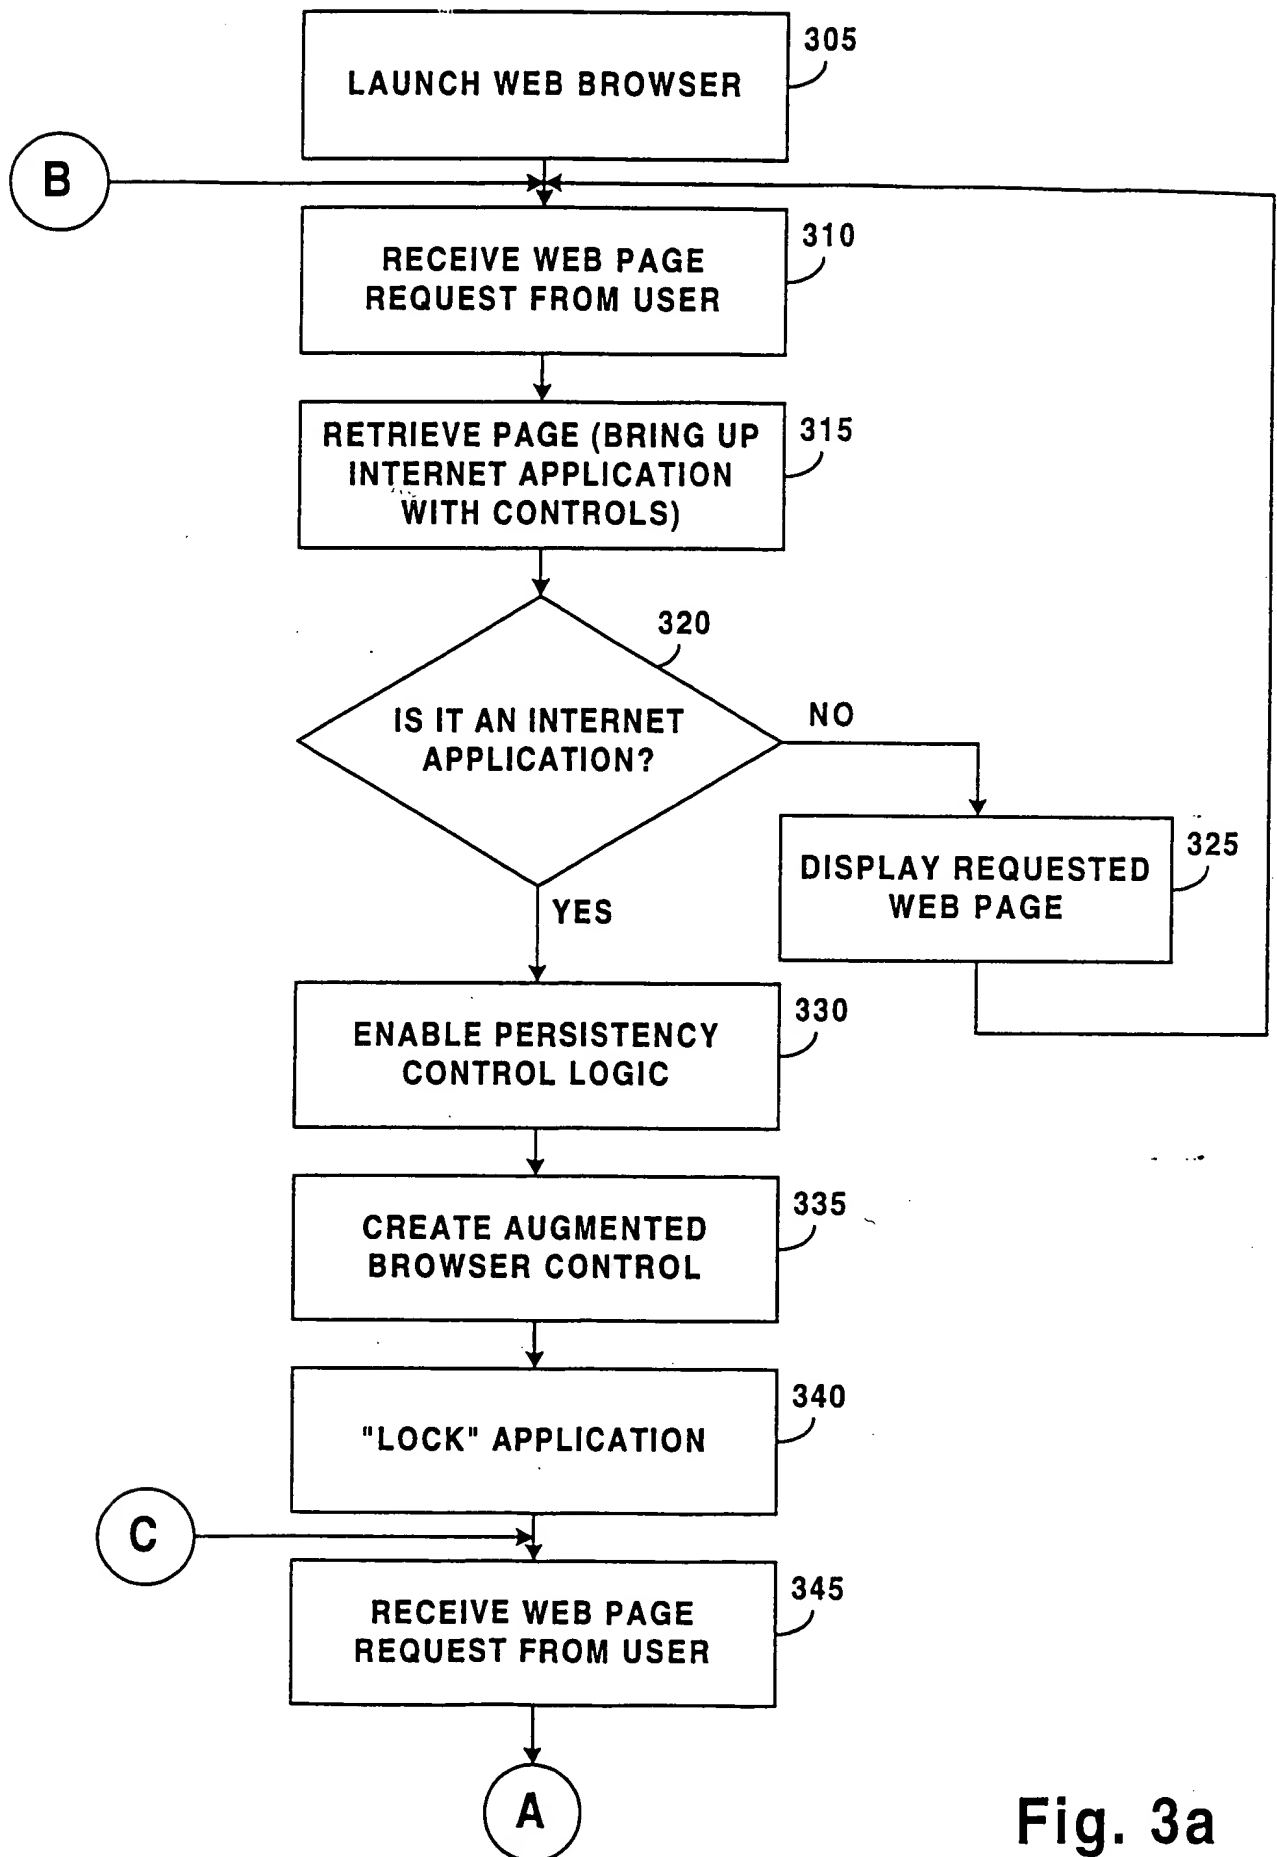 LAUNCH WEB BROWSER
305
B
RECEIVE WEB PAGE
REQUEST FROM USER
310
RETRIEVE PAGE (BRING UP
INTERNET APPLICATION
WITH CONTROLS)
315
320
IS IT AN INTERNET
APPLICATION?
NO
YES
DISPLAY REQUESTED
WEB PAGE
325
ENABLE PERSISTENCY
CONTROL LOGIC
330
CREATE AUGMENTED
BROWSER CONTROL
335
"LOCK" APPLICATION
340
C
RECEIVE WEB PAGE
REQUEST FROM USER
345
A
Fig. 3a